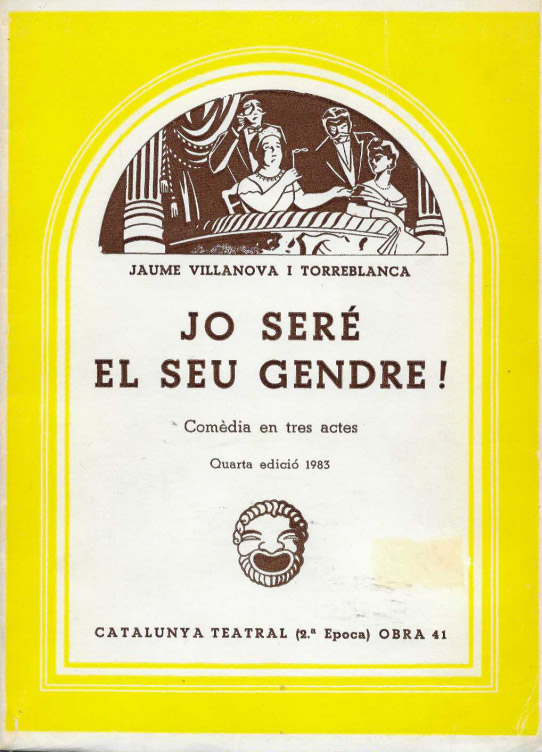 JAUME VILLANOVA I TORREBLANCA
JO SERÉ
EL SEU GENDRE!
Comèdia en tres actes
Quarta edició 1983
CATALUNYA TEATRAL (2.ª Epoca) OBRA 41